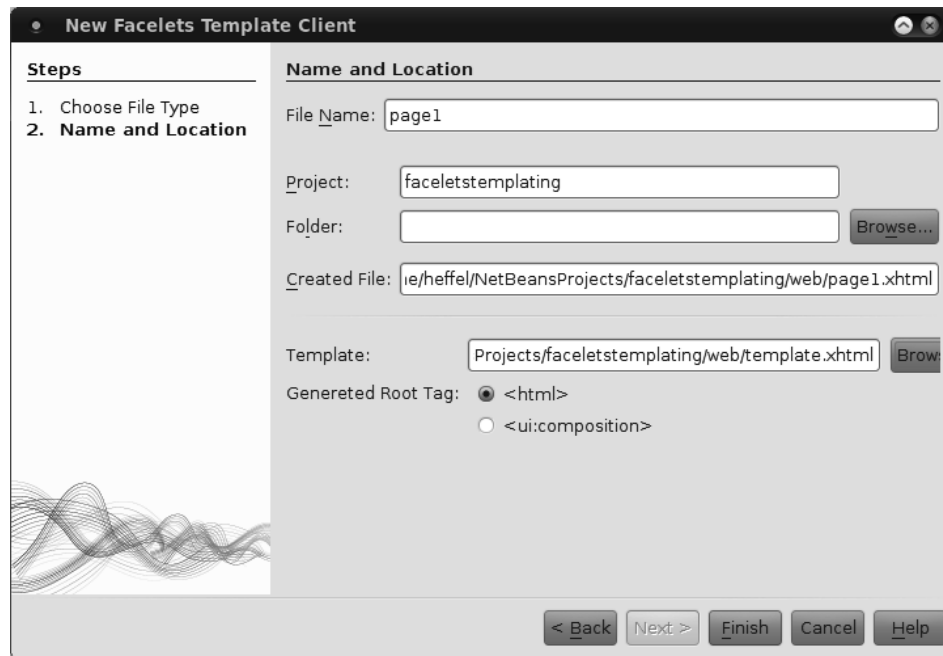 New Facelets Template Client
Steps
1. Choose File Type
2. Name and Location
Name and Location
File Name: page1
Project: faceletstemplating
Folder: Browse...
Created File: ne/heffel/NetBeansProjects/faceletstemplating/web/page1.xhtml
Template: Projects/faceletstemplating/web/template.xhtml Brow
Genereted Root Tag: <html>
<ui:composition>
< Back Next > Finish Cancel Help